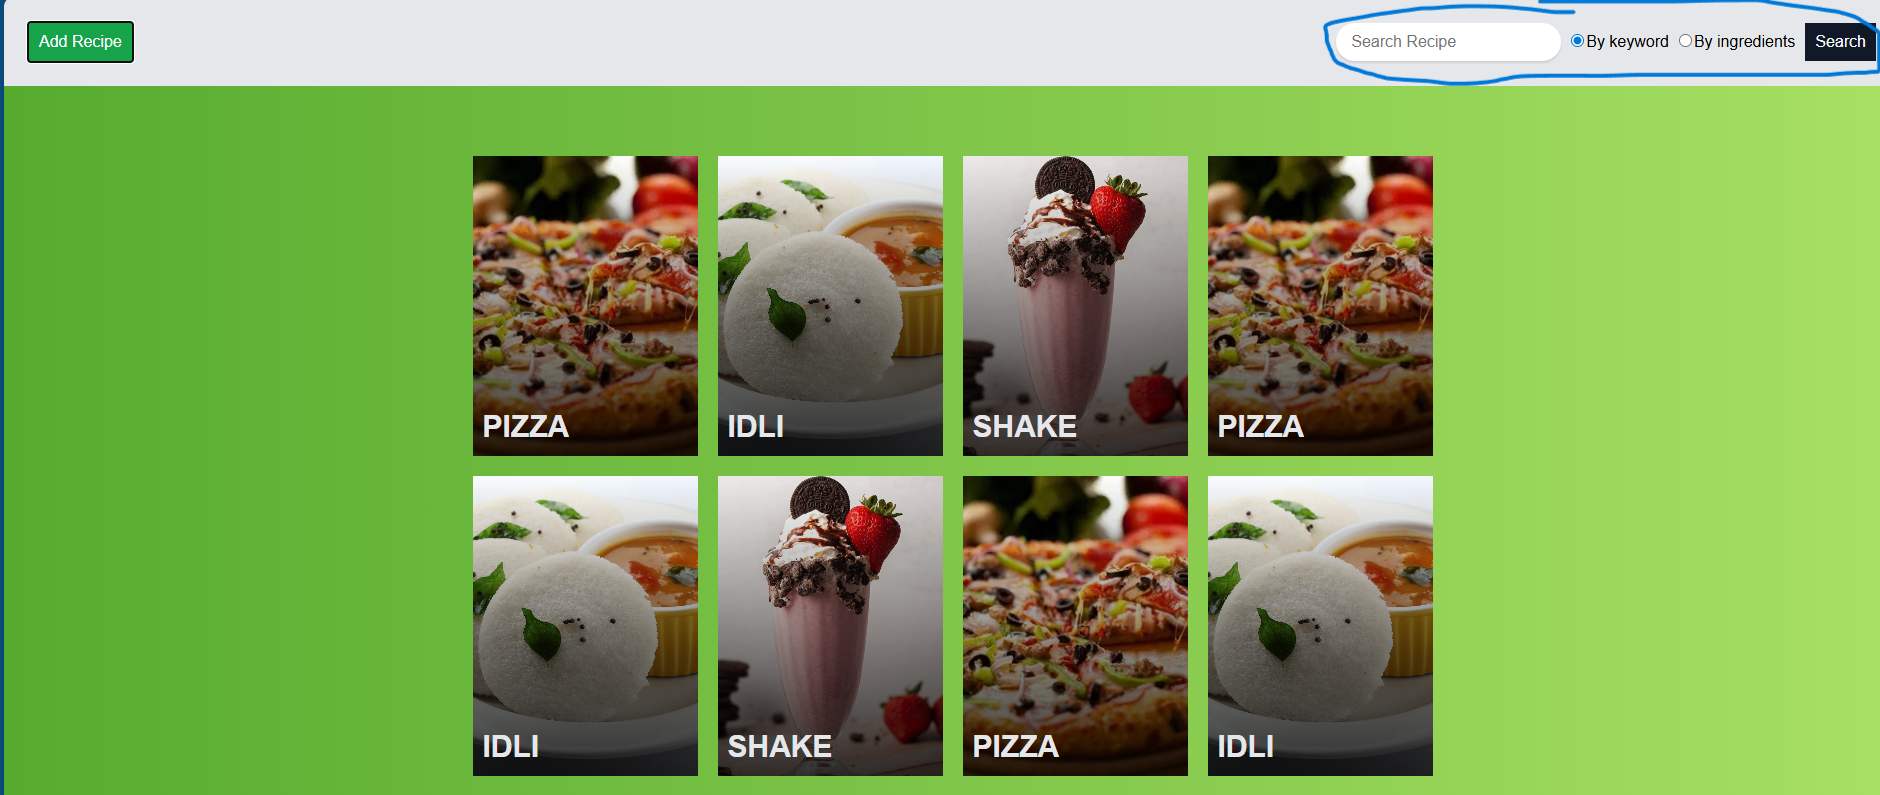 Add Recipe
Search Recipe By keyword By ingredients Search
PIZZA IDLI SHAKE PIZZA
IDLI SHAKE PIZZA IDLI